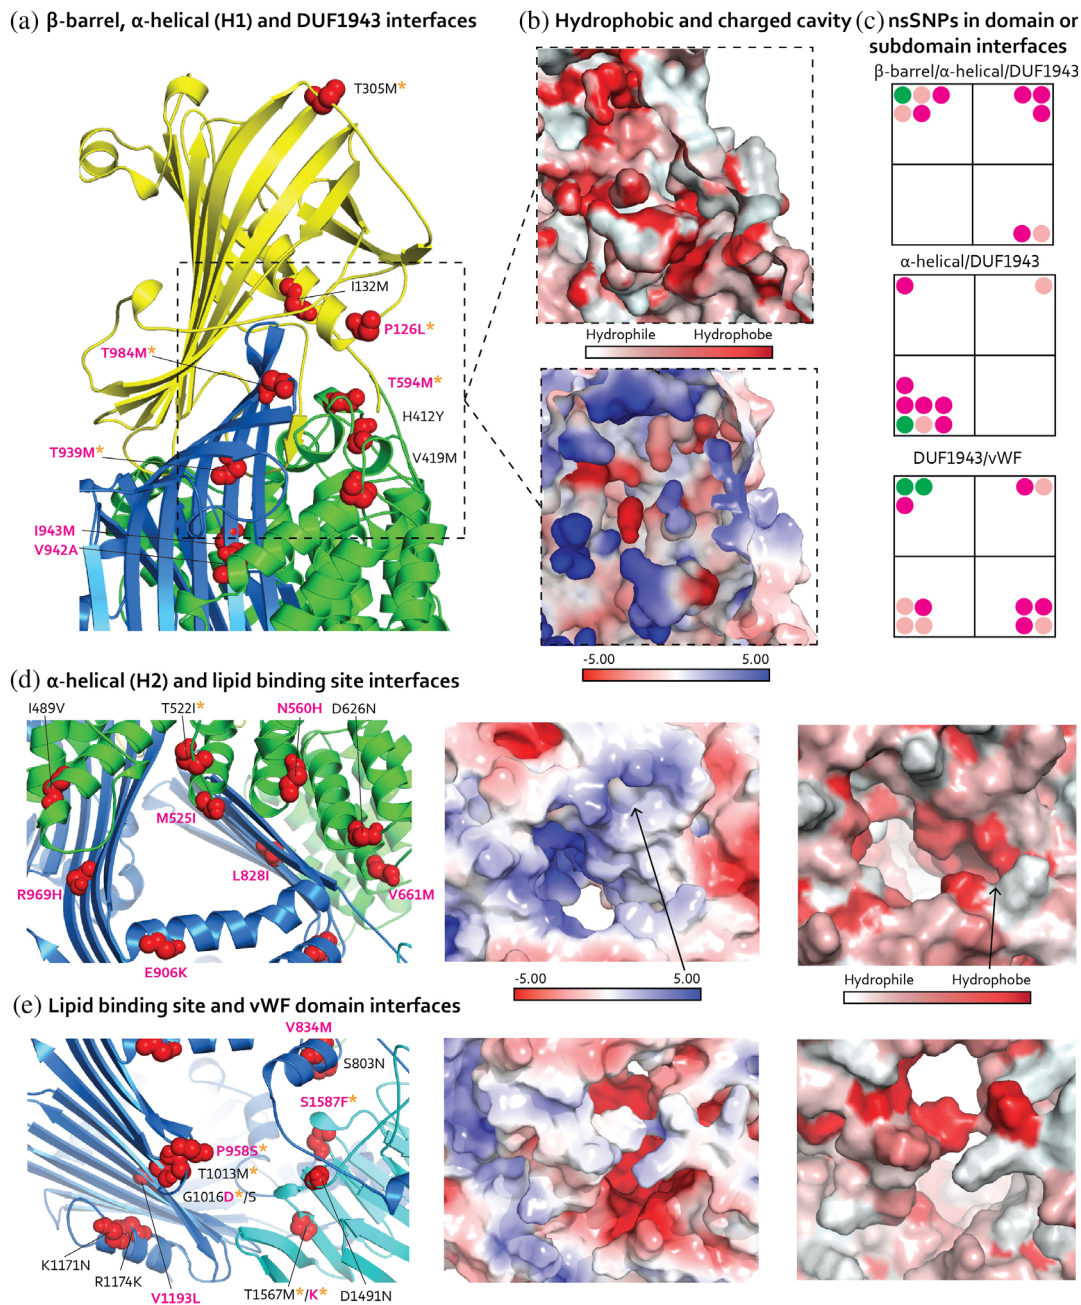 (a) β-barrel, α-helical (H1) and DUF1943 interfaces
T305M*
I132M
P126L*
T984M*
T594M*
H412Y
V419M
T939M*
I943M
V942A
(b) Hydrophobic and charged cavity
Hydrophile Hydrophobe
-5.00 5.00
(c) nsSNPs in domain or
subdomain interfaces
β-barrel/α-helical/DUF1943
α-helical/DUF1943
DUF1943/vWF
(d) α-helical (H2) and lipid binding site interfaces
I489V T522I* N560H D626N
M525I
L828I
R969H V661M
E906K
-5.00 5.00
Hydrophile Hydrophobe
(e) Lipid binding site and vWF domain interfaces
V834M
S803N
S1587F*
P958S*
T1013M*
G1016D*/S
K1171N
R1174K
V1193L
T1567M*/K*
D1491N